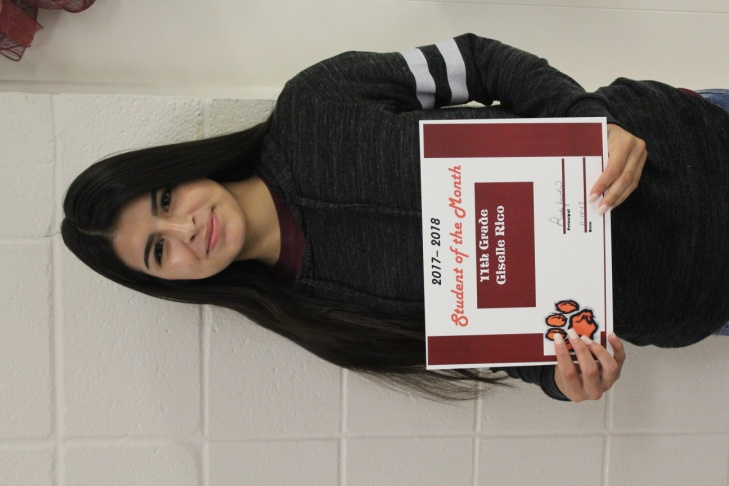 2017- 2018
Student of the Month
11th Grade
Giselle Rico
Principal
Date